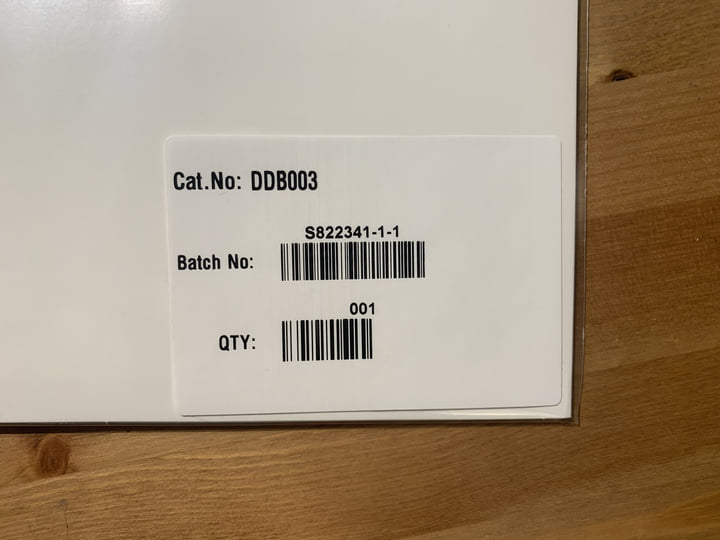 Cat.No: DDB003
S822341-1-1
Batch No:
001
QTY: